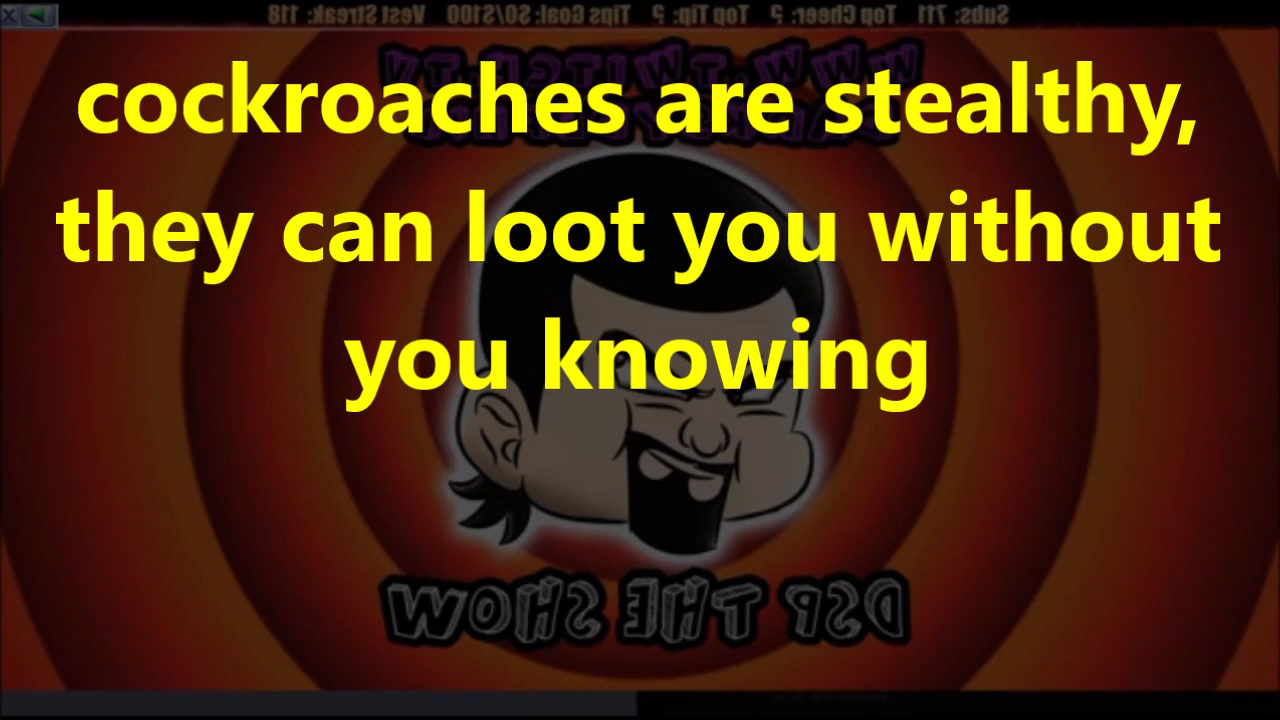 Subs: 711 Top Cheer: ? Top Tip: ? Tips Goal: $0/$100 Vest Streak: 118
cockroaches are stealthy,
they can loot you without
you knowing
DSP THE SHOW